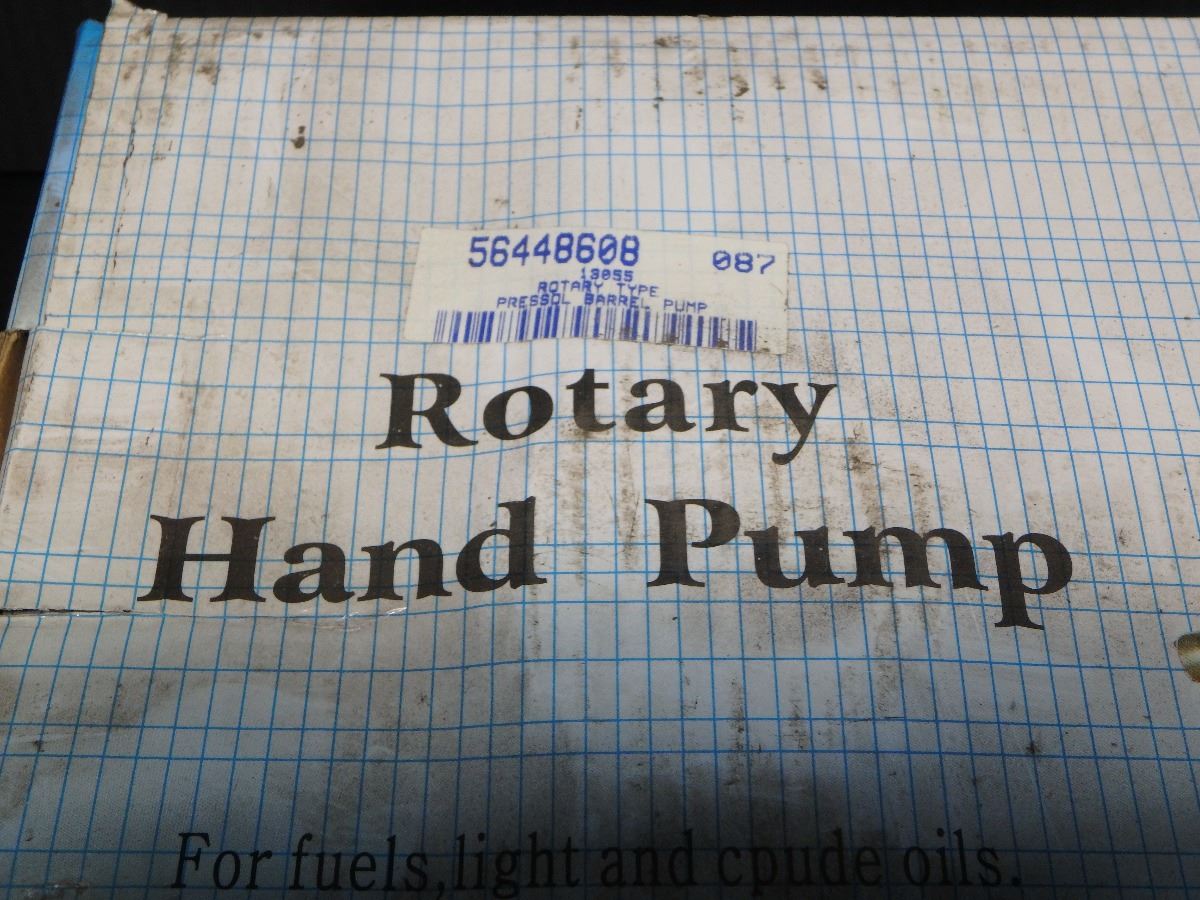 56448608 087
13055
ROTARY TYPE
PRESSOL BARREL PUMP
Rotary
Hand Pump
For fuels,light and cpude oils.